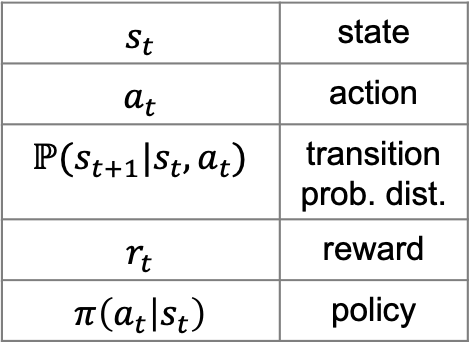 s_t state
a_t action
ℙ(s_{t+1}|s_t, a_t) transition
prob. dist.
r_t reward
π(a_t|s_t) policy